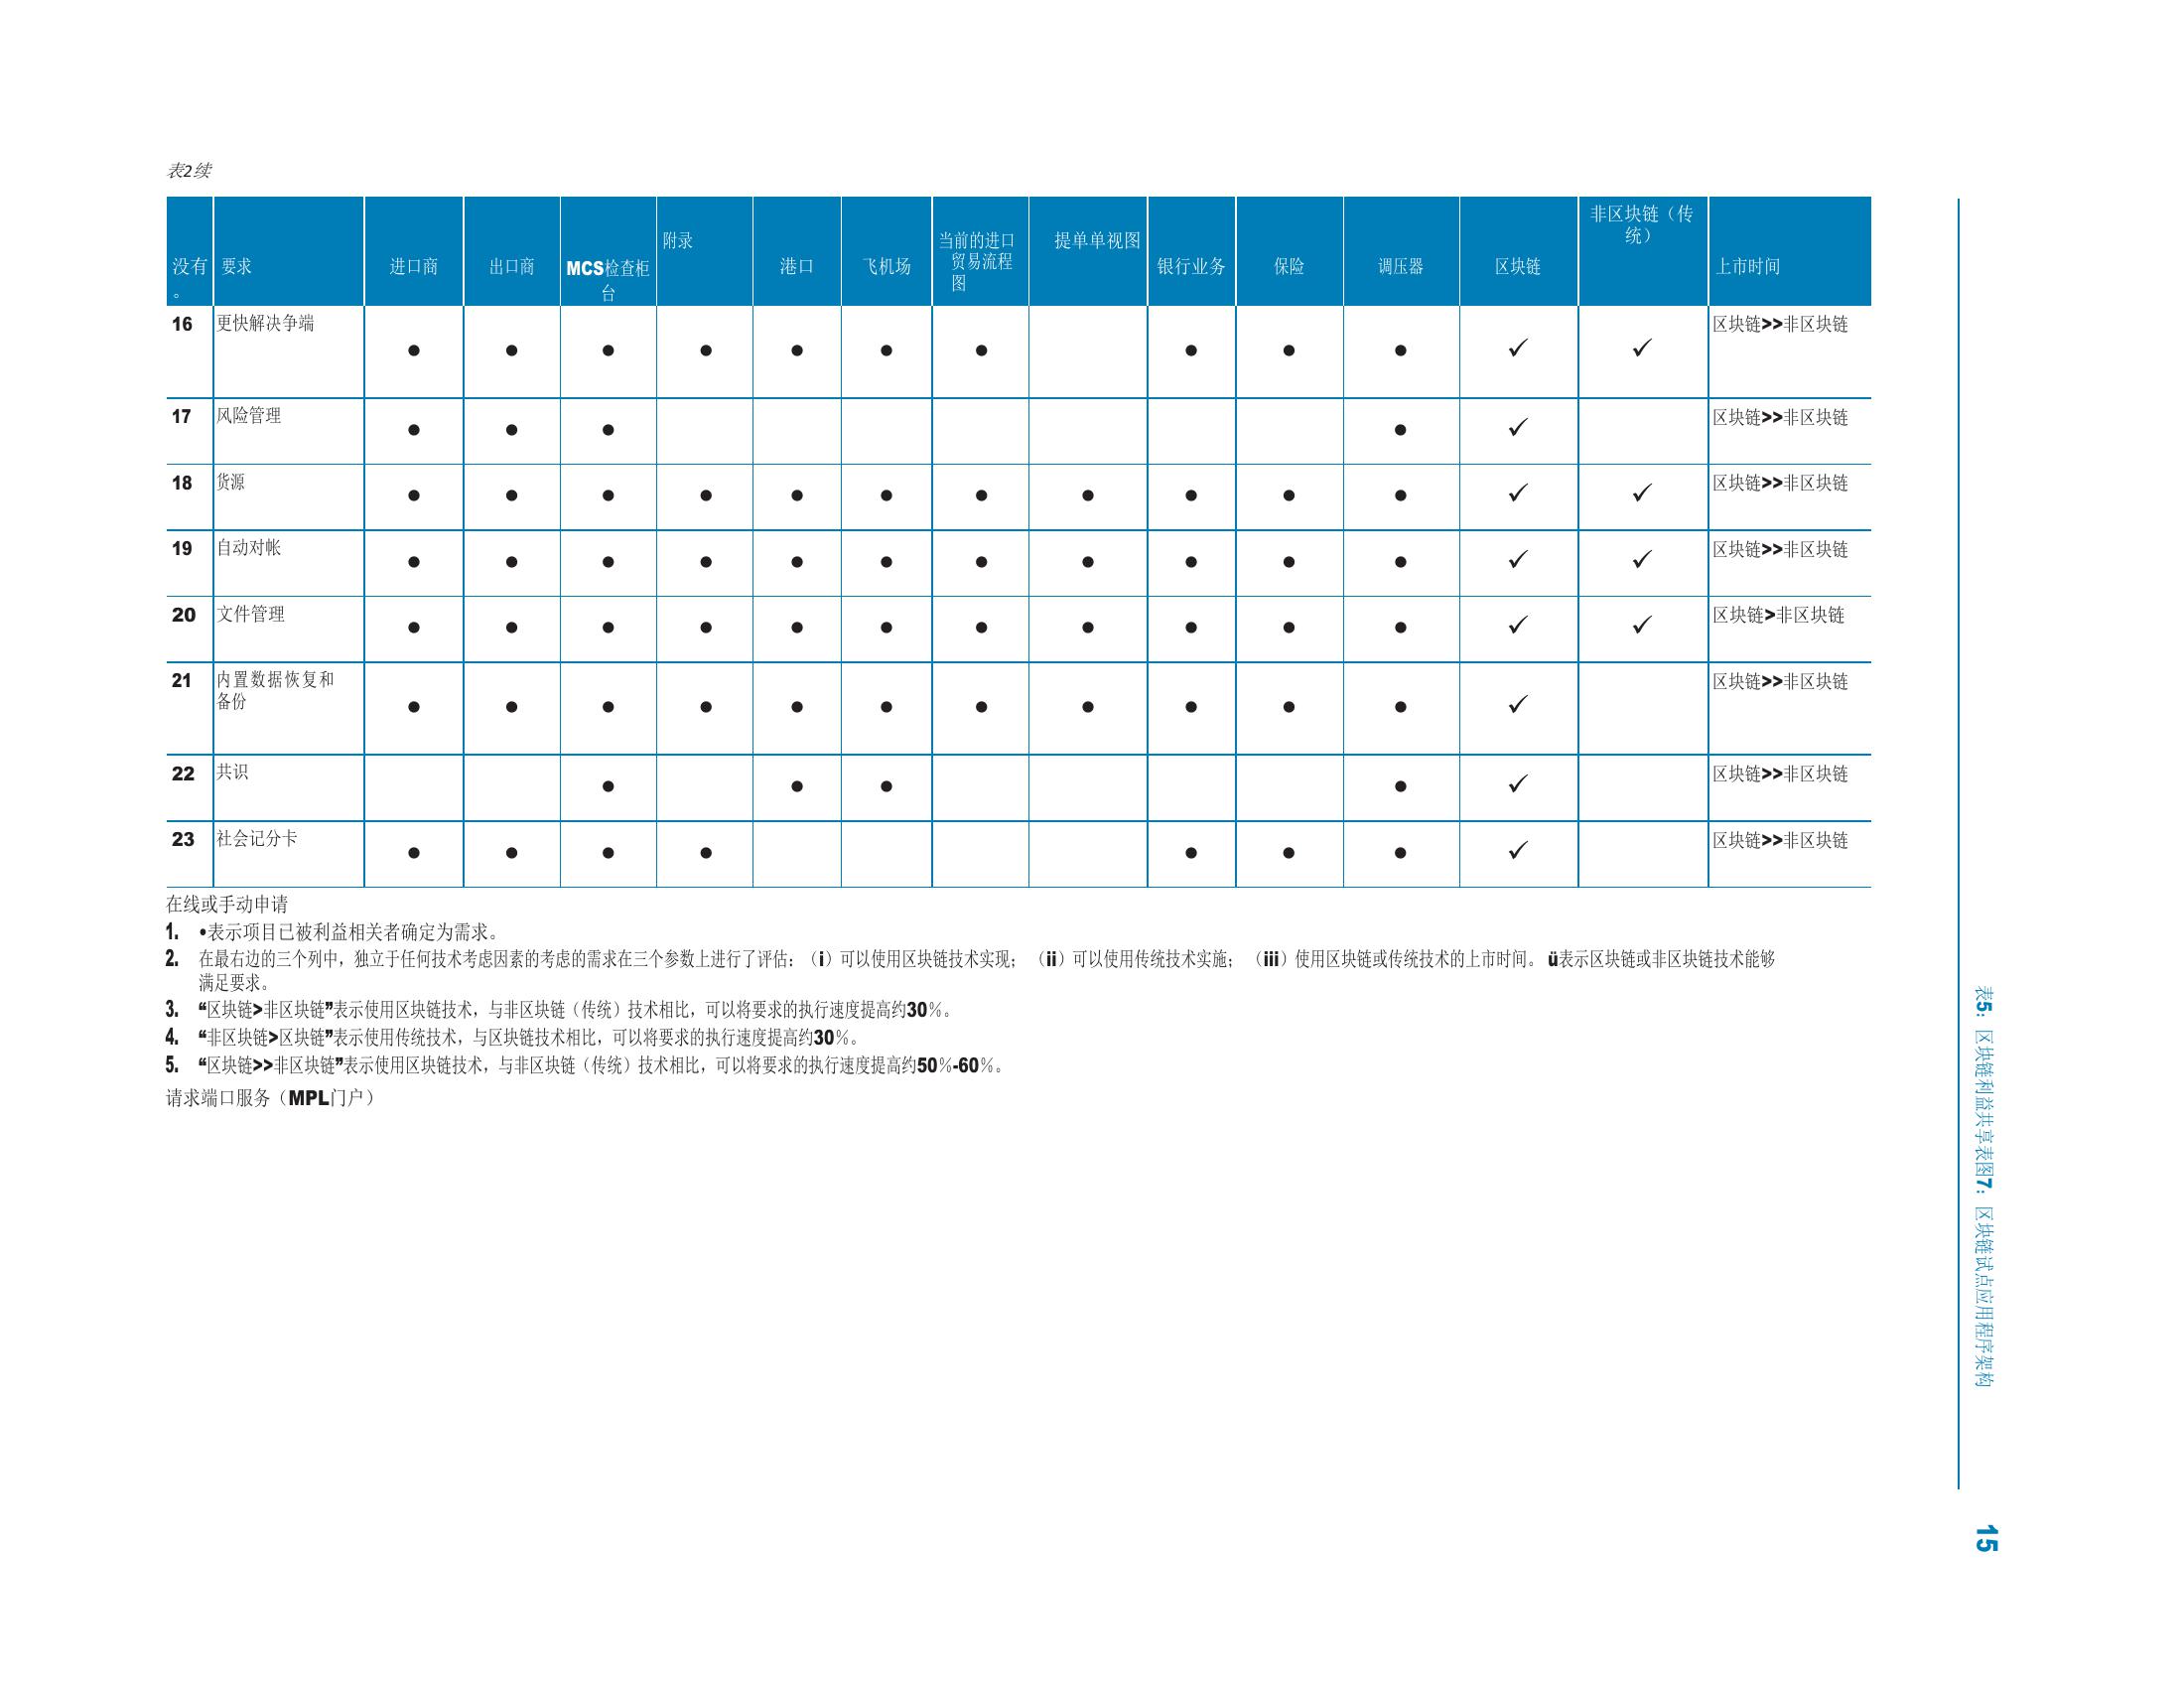 表2续
没有。 要求 进口商 出口商 MCS检查柜台 附录 港口 飞机场 当前的进口贸易流程图 提单单视图 银行业务 保险 调压器 区块链 非区块链（传统） 上市时间
16 更快解决争端 ● ● ● ● ● ● ● ● ● ● ✓ ✓ 区块链>>非区块链
17 风险管理 ● ● ● ● ✓ 区块链>>非区块链
18 货源 ● ● ● ● ● ● ● ● ● ● ● ✓ ✓ 区块链>>非区块链
19 自动对帐 ● ● ● ● ● ● ● ● ● ● ● ✓ ✓ 区块链>>非区块链
20 文件管理 ● ● ● ● ● ● ● ● ● ● ● ✓ ✓ 区块链>非区块链
21 内置数据恢复和备份 ● ● ● ● ● ● ● ● ● ● ● ✓ 区块链>>非区块链
22 共识 ● ● ● ● ✓ 区块链>>非区块链
23 社会记分卡 ● ● ● ● ● ● ● ✓ 区块链>>非区块链
在线或手动申请
1. •表示项目已被利益相关者确定为需求。
2. 在最右边的三个列中，独立于任何技术考虑因素的考虑的需求在三个参数上进行了评估：（i）可以使用区块链技术实现； （ii）可以使用传统技术实施； （iii）使用区块链或传统技术的上市时间。 ü表示区块链或非区块链技术能够
满足要求。
3. “区块链>非区块链”表示使用区块链技术，与非区块链（传统）技术相比，可以将要求的执行速度提高约30％。
4. “非区块链>区块链”表示使用传统技术，与区块链技术相比，可以将要求的执行速度提高约30％。
5. “区块链>>非区块链”表示使用区块链技术，与非区块链（传统）技术相比，可以将要求的执行速度提高约50％-60％。
请求端口服务（MPL门户）
表5：区块链利益共享表图7：区块链试点应用程序架构
15